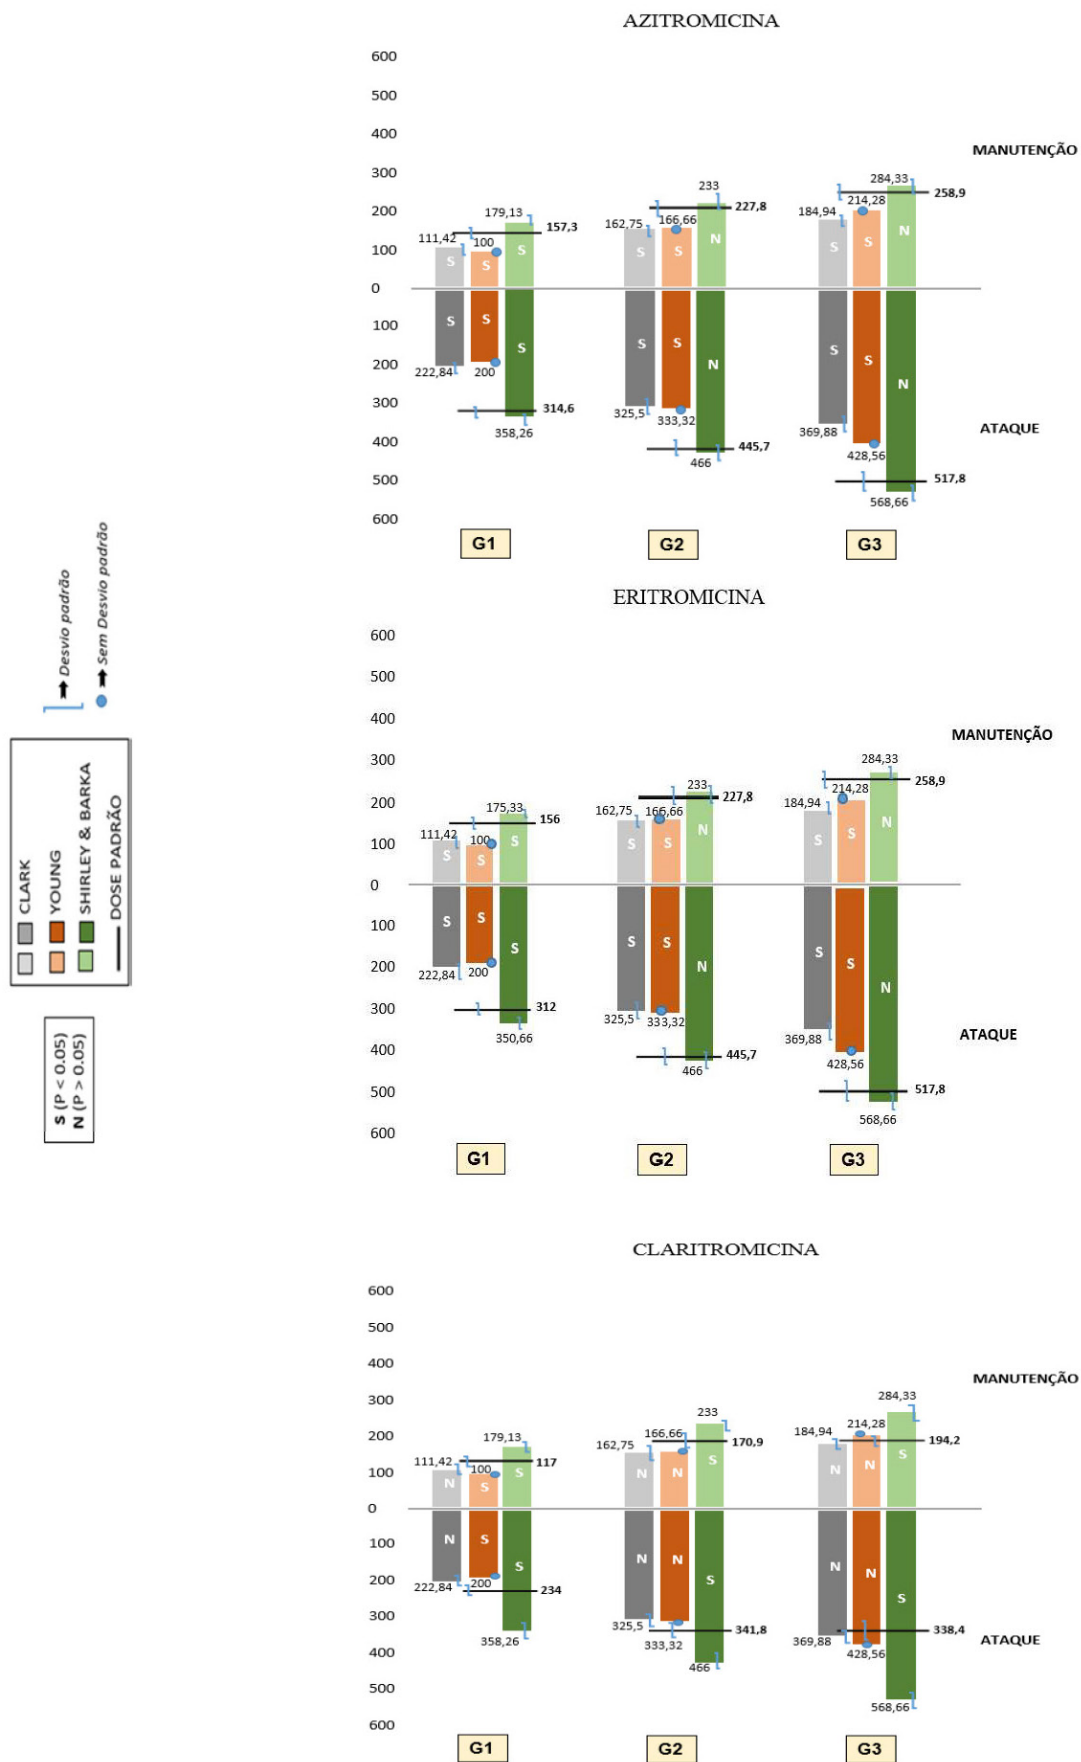 AZITROMICINA
600
500
400
300
200
100
0
100
200
300
400
500
600
MANUTENÇÃO
ATAQUE
111,42
100
179,13
157,3
S
S
S
S
S
S
222,84
200
358,26
314,6
G1
162,75
166,66
233
227,8
S
S
N
S
S
N
325,5
333,32
466
445,7
G2
184,94
214,28
284,33
258,9
S
S
N
S
S
N
369,88
428,56
568,66
517,8
G3
Desvio padrão
Sem Desvio padrão
CLARK
YOUNG
SHIRLEY & BARKA
DOSE PADRÃO
S (P < 0.05)
N (P > 0.05)
ERITROMICINA
600
500
400
300
200
100
0
100
200
300
400
500
600
MANUTENÇÃO
ATAQUE
111,42
100
175,33
156
S
S
S
S
S
S
222,84
200
350,66
312
G1
162,75
166,66
233
227,8
S
S
N
S
S
N
325,5
333,32
466
445,7
G2
184,94
214,28
284,33
258,9
S
S
N
S
S
N
369,88
428,56
568,66
517,8
G3
CLARITROMICINA
600
500
400
300
200
100
0
100
200
300
400
500
600
MANUTENÇÃO
ATAQUE
111,42
100
179,13
117
N
S
S
N
S
S
222,84
200
358,26
234
G1
162,75
166,66
233
170,9
N
N
S
N
N
S
325,5
333,32
466
341,8
G2
184,94
214,28
284,33
194,2
N
N
S
N
N
S
369,88
428,56
568,66
338,4
G3